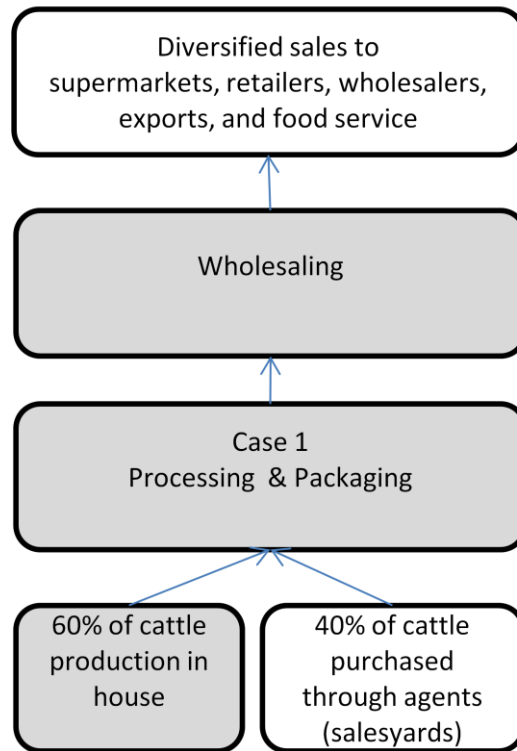 Diversified sales to
supermarkets, retailers, wholesalers,
exports, and food service
Wholesaling
Case 1
Processing & Packaging
60% of cattle
production in
house
40% of cattle
purchased
through agents
(salesyards)